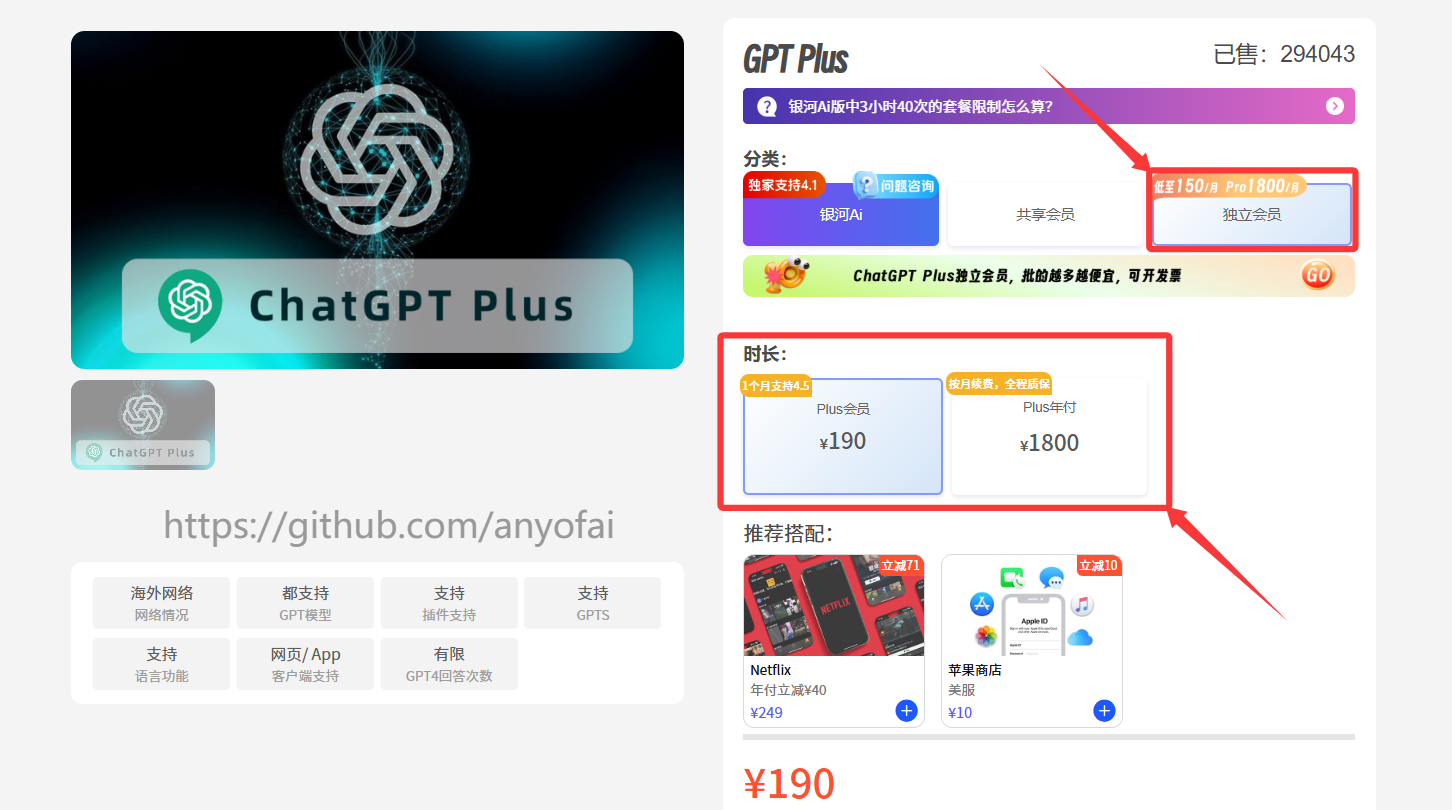 ChatGPT Plus
ChatGPT Plus
https://github.com/anyofai
海外网络
网络情况
都支持
GPT模型
支持
插件支持
支持
GPTS
支持
语言功能
网页/ App
客户端支持
有限
GPT4回答次数
GPT Plus
已售：294043
银河Ai版中3小时40次的套餐限制怎么算？
分类：
独家支持4.1
问题咨询
银河Ai
共享会员
低至150/月 Pro1800/月
独立会员
ChatGPT Plus独立会员，批的越多越便宜，可开发票
GO
时长：
1个月支持4.5
Plus会员
¥190
按月续费，全程质保
Plus年付
¥1800
推荐搭配：
立减71
NETFLIX
Netflix
年付立减¥40
¥249
立减10
Apple ID
苹果商店
美服
¥10
¥190